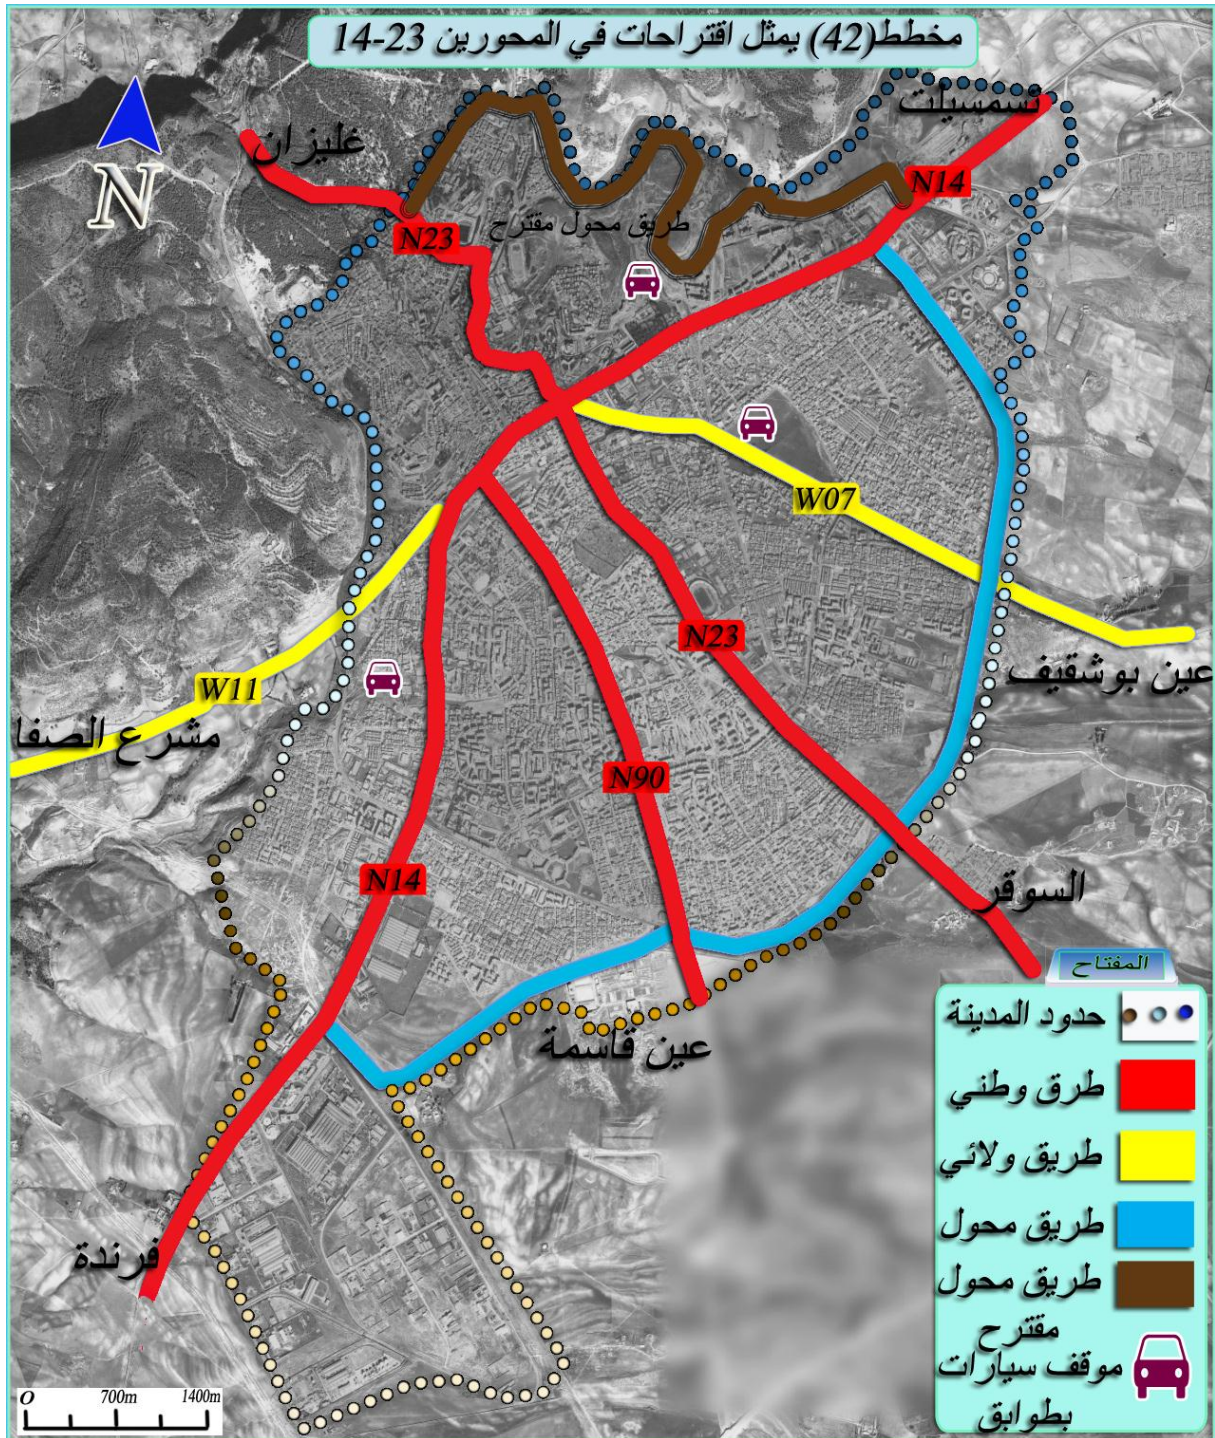 مخطط(42) يمثل اقتراحات في المحورين 23-14
تسمسيلت
غليزان
N
N14
N23
طريق محول مقترح
W07
N23
عين بوشقيف
W11
مشرع الصفا
N90
N14
السوقر
عين قاسمة
فرندة
المفتاح
حدود المدينة
طرق وطني
طريق ولائي
طريق محول
طريق محول
مقترح
موقف سيارات
بطوابق
O 700m 1400m